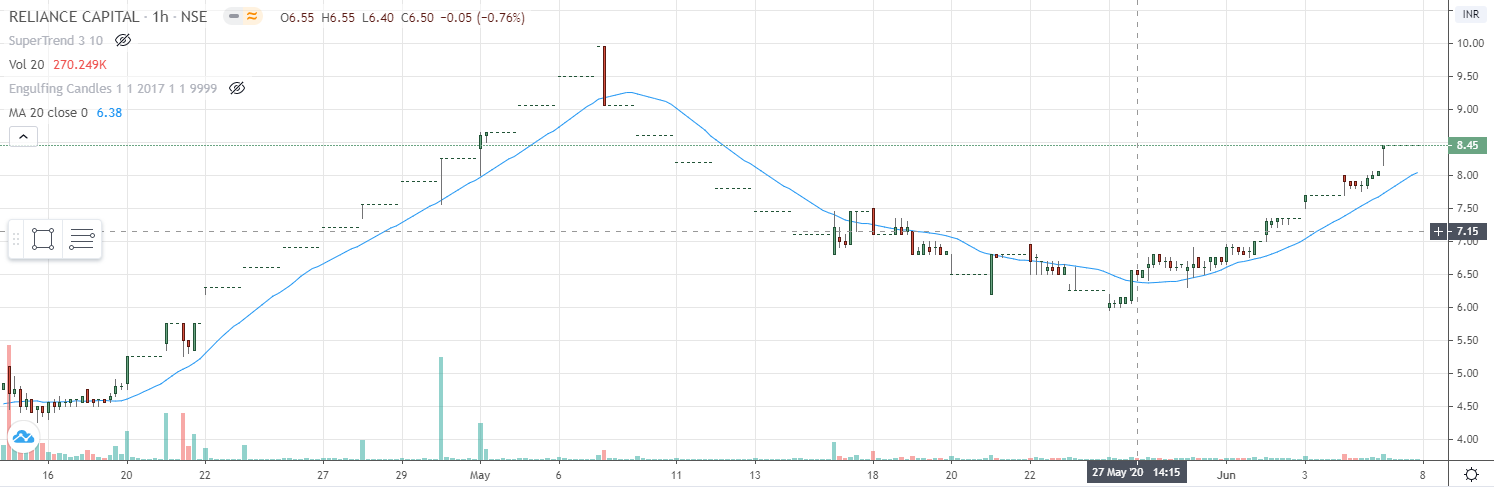 RELIANCE CAPITAL · 1h · NSE O6.55 H6.55 L6.40 C6.50 −0.05 (−0.76%)
INR
SuperTrend 3 10
Vol 20 270.249K
Engulfing Candles 1 1 2017 1 1 9999
MA 20 close 0 6.38
10.00
9.50
9.00
8.45
8.00
7.50
7.15
7.00
6.50
6.00
5.50
5.00
4.50
4.00
16 20 22 27 29 May 6 11 13 18 20 22 27 May '20 14:15 Jun 3 8